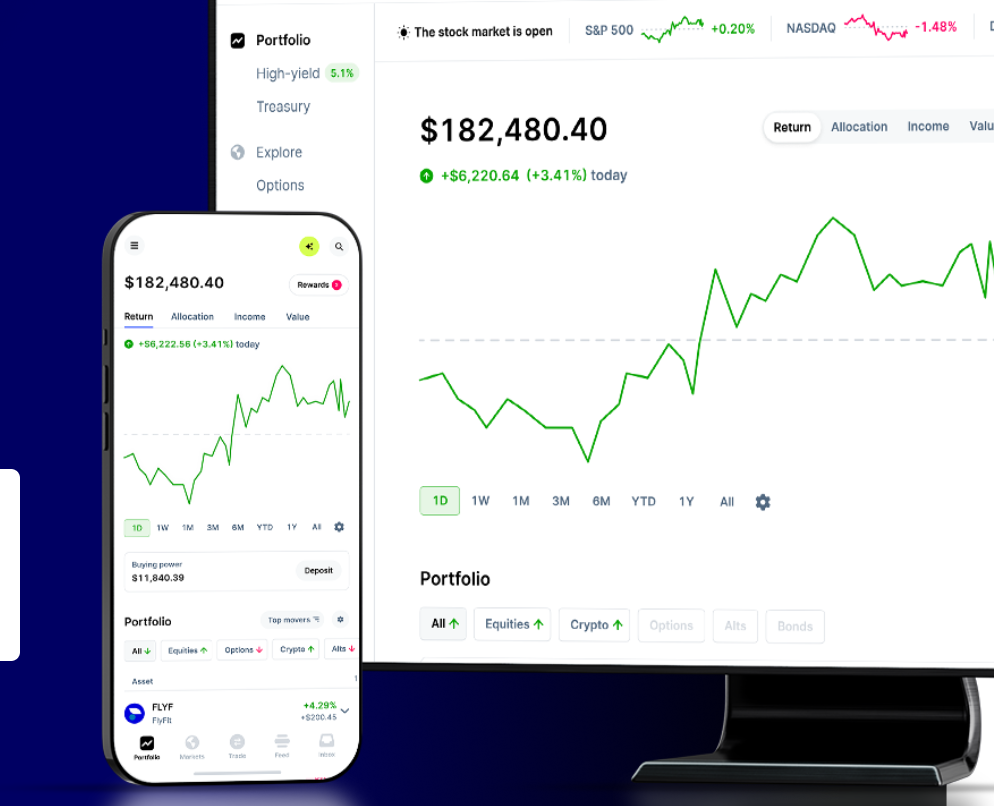 Portfolio
High-yield 5.1%
Treasury
Explore
Options
The stock market is open
S&P 500 +0.20%
NASDAQ -1.48%
D
$182,480.40
Return Allocation Income Valu
+$6,220.64 (+3.41%) today
1D 1W 1M 3M 6M YTD 1Y All
Portfolio
All Equities Crypto Options Alts Bonds
$182,480.40
Rewards
Return Allocation Income Value
+$6,222.56 (+3.41%) today
1D 1W 1M 3M 6M YTD 1Y All
Buying power
$11,840.39
Deposit
Portfolio
Top movers
All Equities Options Crypto Alts
Asset
FLYF +4.29%
FlyFit +$200.45
Portfolio Markets Trade Feed Inbox